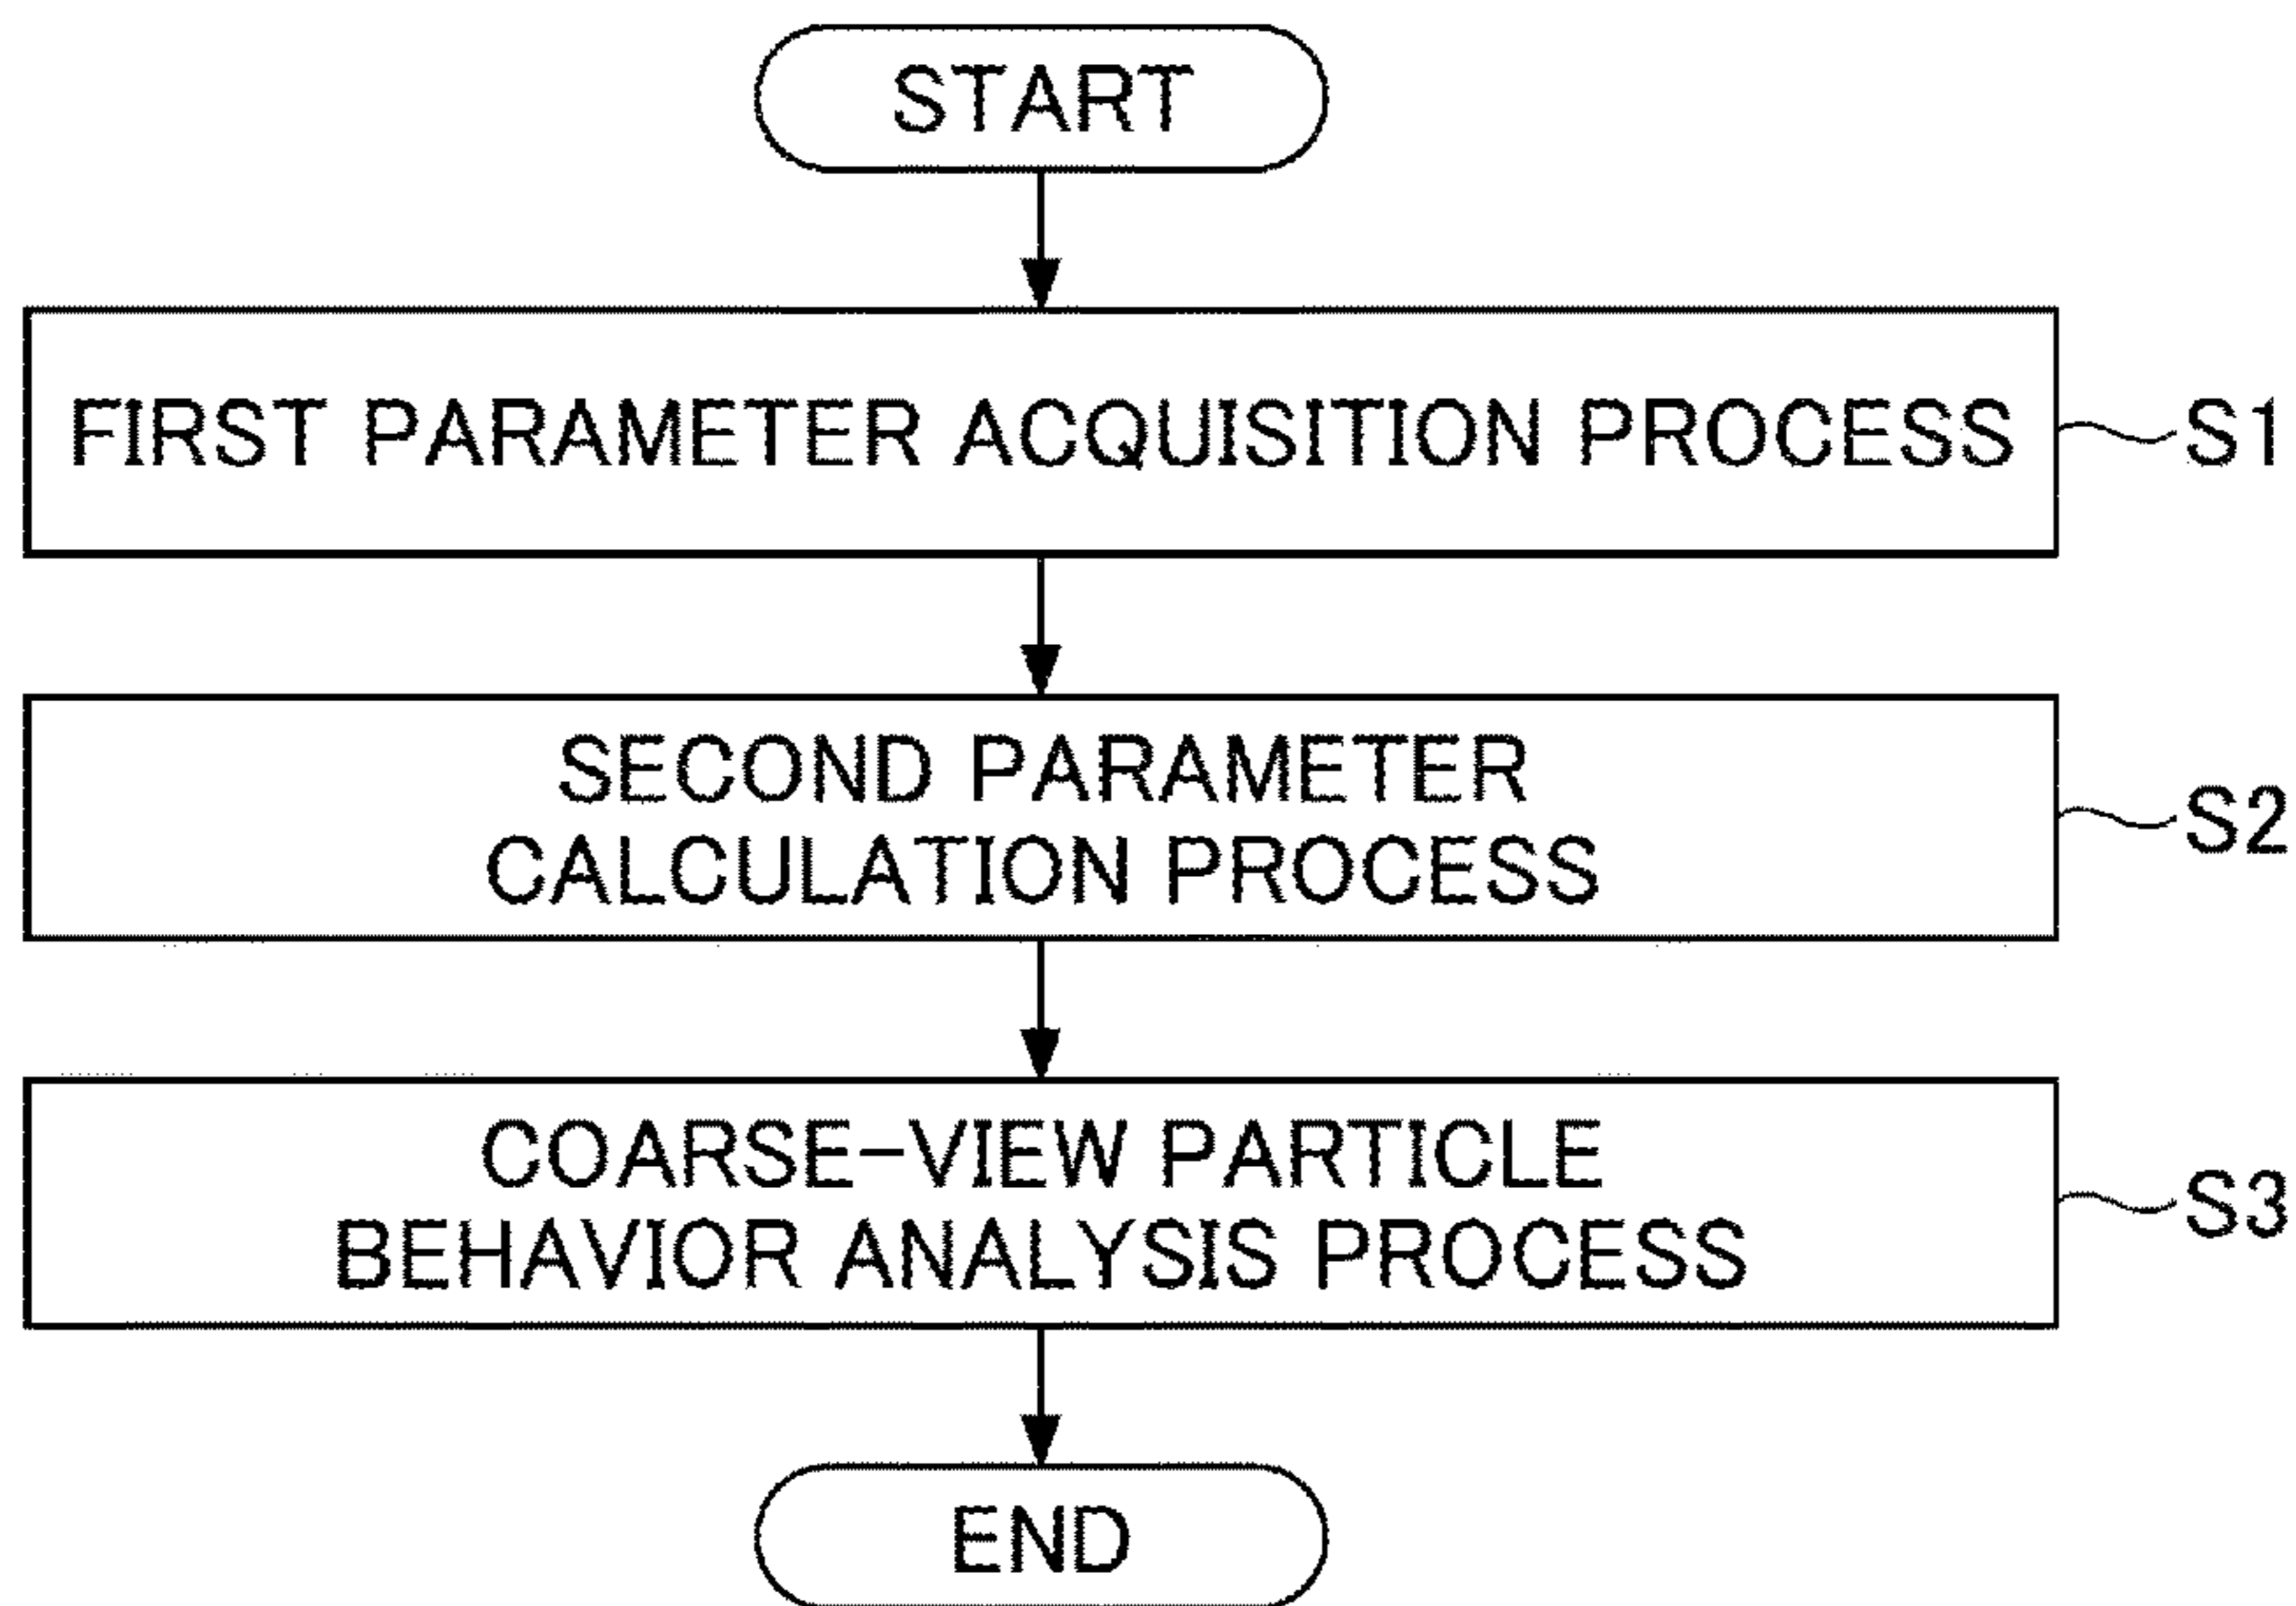 START
FIRST PARAMETER ACQUISITION PROCESS
S1
SECOND PARAMETER
CALCULATION PROCESS
S2
COARSE-VIEW PARTICLE
BEHAVIOR ANALYSIS PROCESS
S3
END